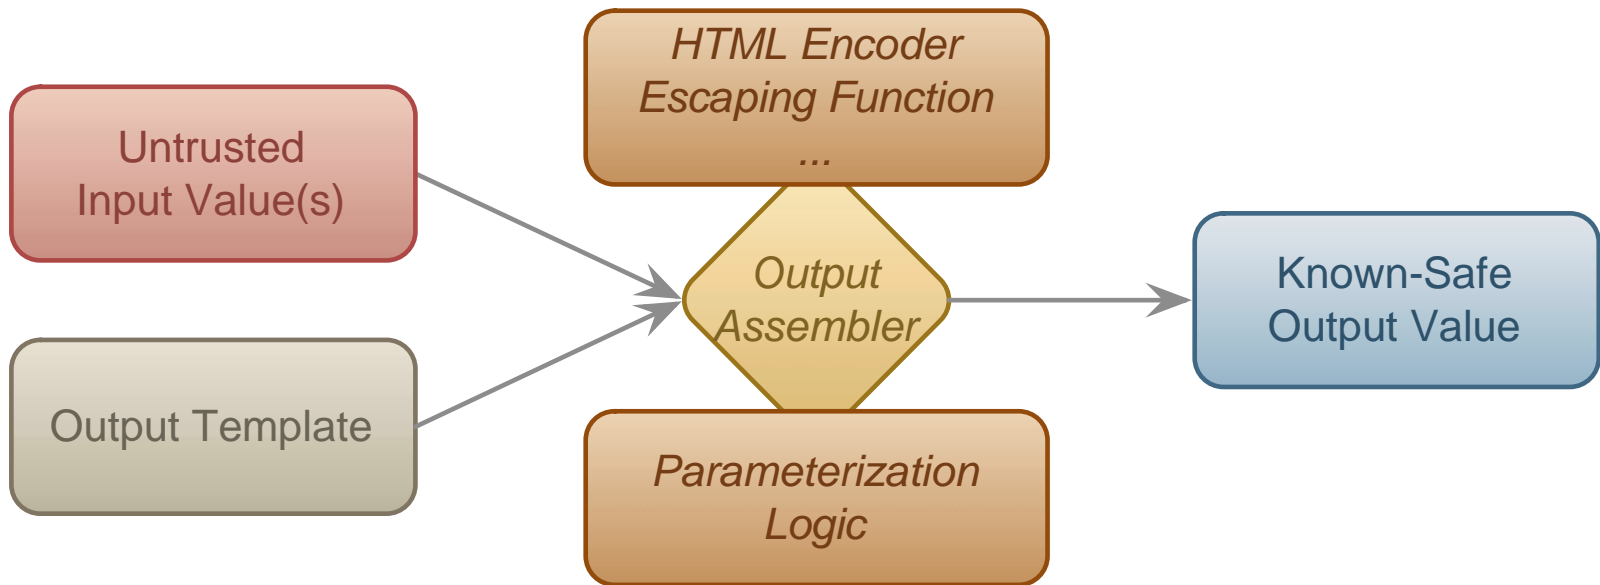 HTML Encoder
Escaping Function
...
Untrusted
Input Value(s)
Output
Assembler
Known-Safe
Output Value
Output Template
Parameterization
Logic